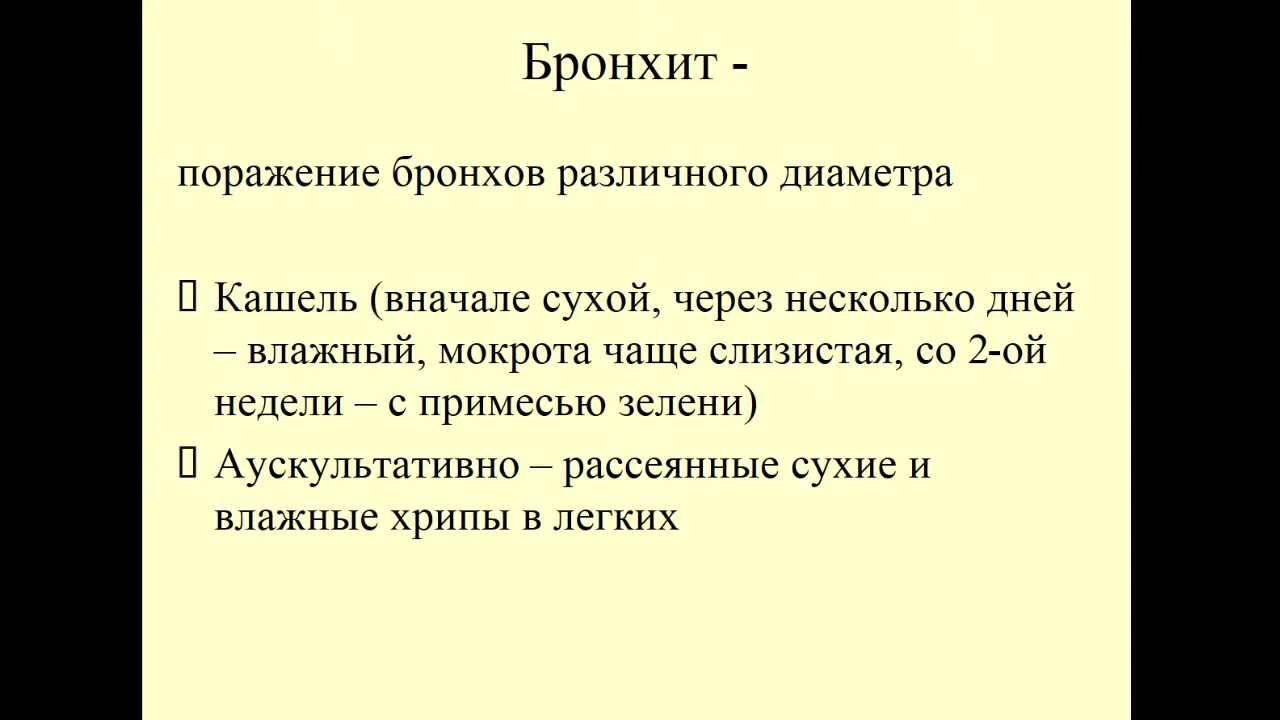 Бронхит -
поражение бронхов различного диаметра
▯ Кашель (вначале сухой, через несколько дней
– влажный, мокрота чаще слизистая, со 2-ой
недели – с примесью зелени)
▯ Аускультативно – рассеянные сухие и
влажные хрипы в легких